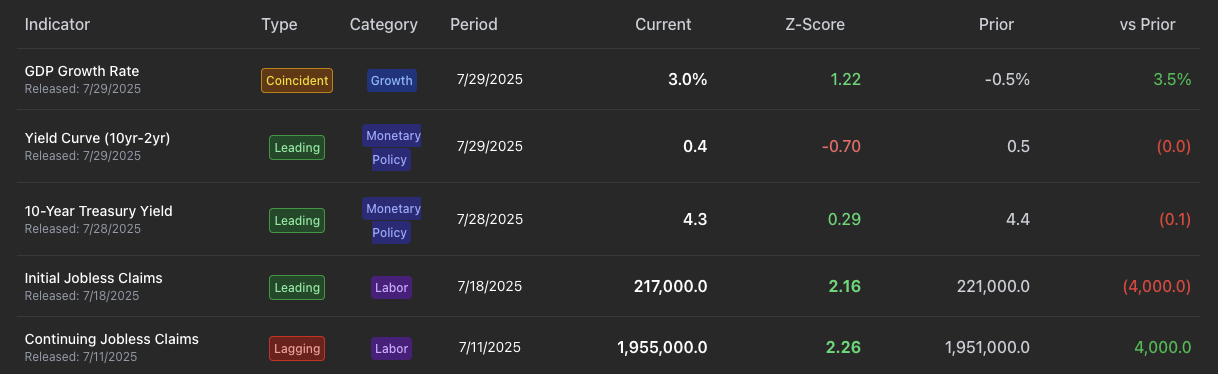 Indicator Type Category Period Current Z-Score Prior vs Prior
GDP Growth Rate
Released: 7/29/2025
Coincident Growth 7/29/2025 3.0% 1.22 -0.5% 3.5%
Yield Curve (10yr-2yr)
Released: 7/29/2025
Leading Monetary Policy 7/29/2025 0.4 -0.70 0.5 (0.0)
10-Year Treasury Yield
Released: 7/28/2025
Leading Monetary Policy 7/28/2025 4.3 0.29 4.4 (0.1)
Initial Jobless Claims
Released: 7/18/2025
Leading Labor 7/18/2025 217,000.0 2.16 221,000.0 (4,000.0)
Continuing Jobless Claims
Released: 7/11/2025
Lagging Labor 7/11/2025 1,955,000.0 2.26 1,951,000.0 4,000.0